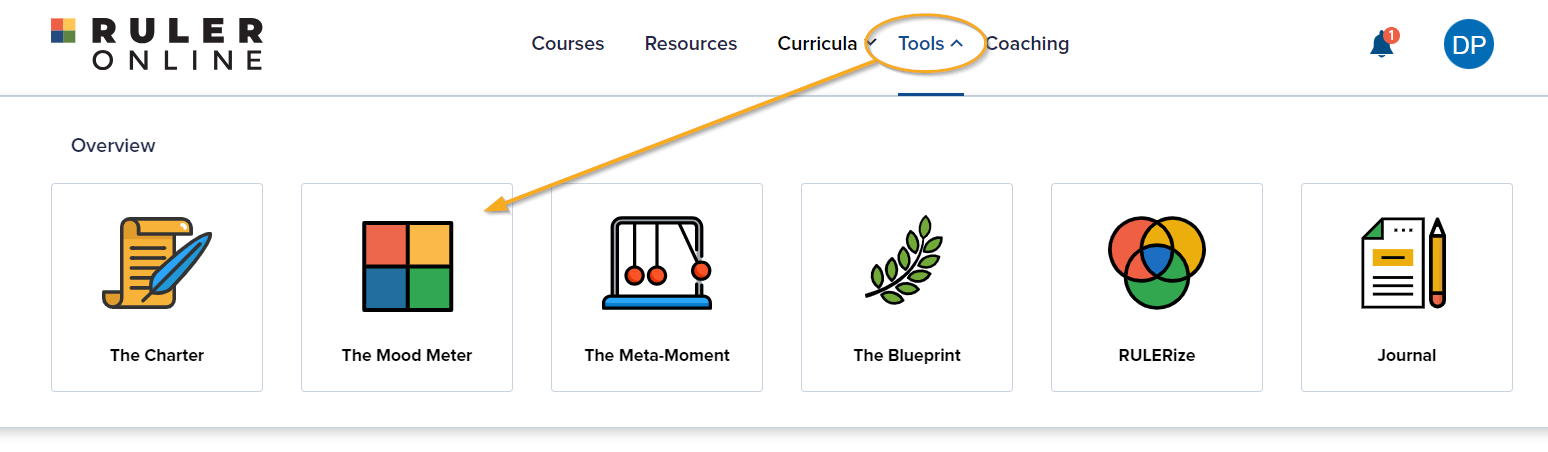 RULER
ONLINE
Courses Resources Curricula Tools Coaching
1
DP
Overview
The Charter
The Mood Meter
The Meta-Moment
The Blueprint
RULERize
Journal